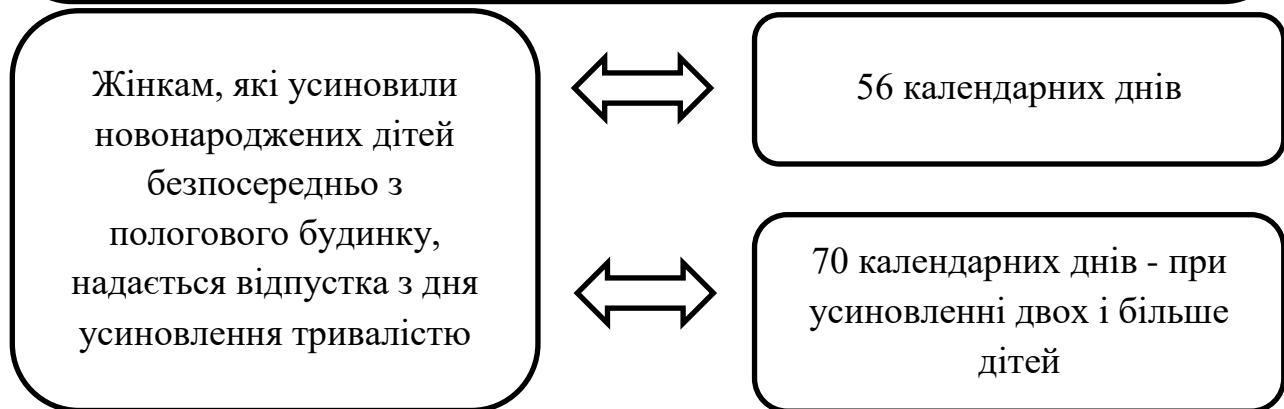 Жінкам, які усиновили
новонароджених дітей
безпосередньо з
пологового будинку,
надається відпустка з дня
усиновлення тривалістю
56 календарних днів
70 календарних днів - при
усиновленні двох і більше
дітей